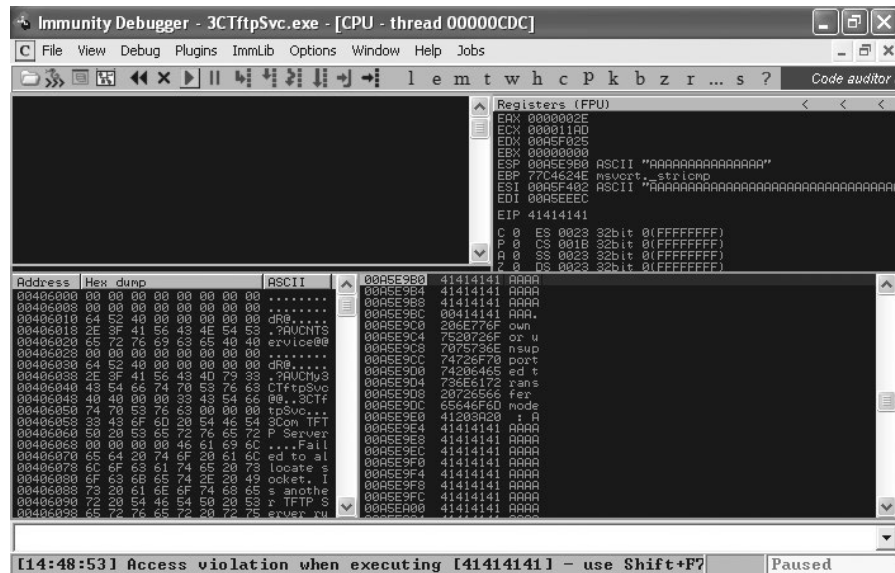 Immunity Debugger - 3CTftpSvc.exe - [CPU - thread 00000CDC]
C File View Debug Plugins ImmLib Options Window Help Jobs
l e m t w h c P k b z r ... s ? Code auditor
Registers (FPU) < < <
EAX 0000002E
ECX 000011AD
EDX 00A5F025
EBX 00000000
ESP 00A5E9B0 ASCII "AAAAAAAAAAAAAAA"
EBP 77C4624E msvcrt._stricmp
ESI 00A5F402 ASCII "AAAAAAAAAAAAAAAAAAAAAAAAAAAAAAA
EDI 00A5EEEC
EIP 41414141
C 0 ES 0023 32bit 0(FFFFFFFF)
P 0 CS 001B 32bit 0(FFFFFFFF)
A 0 SS 0023 32bit 0(FFFFFFFF)
Z 0 DS 0023 32bit 0(FFFFFFFF)
Address Hex dump ASCII
00406000 00 00 00 00 00 00 00 00 ........
00406008 00 00 00 00 00 00 00 00 ........
00406010 64 52 40 00 00 00 00 00 dR@.....
00406018 2E 3F 41 56 43 4E 54 53 .?AVCNTS
00406020 65 72 76 69 63 65 40 40 ervice@@
00406028 00 00 00 00 00 00 00 00 ........
00406030 64 52 40 00 00 00 00 00 dR@.....
00406038 2E 3F 41 56 43 4D 79 33 .?AVCMy3
00406040 43 54 66 74 70 53 76 63 CTftpSvc
00406048 40 40 00 00 33 43 54 66 @@..3CTf
00406050 74 70 53 76 63 00 00 00 tpSvc...
00406058 33 43 6F 6D 20 54 46 54 3Com TFT
00406060 50 20 53 65 72 76 65 72 P Server
00406068 00 00 00 00 46 61 69 6C ....Fail
00406070 65 64 20 74 6F 20 61 6C ed to al
00406078 6C 6F 63 61 74 65 20 73 locate s
00406080 6F 63 6B 65 74 2E 20 49 ocket. I
00406088 73 20 61 6E 6F 74 68 65 s anothe
00406090 72 20 54 46 54 50 20 53 r TFTP S
00406098 65 72 76 65 72 20 72 75 erver ru
00A5E9B0 41414141 AAAA
00A5E9B4 41414141 AAAA
00A5E9B8 41414141 AAAA
00A5E9BC 00414141 AAA.
00A5E9C0 206E776F own
00A5E9C4 7520726F or u
00A5E9C8 7075736E nsup
00A5E9CC 74726F70 port
00A5E9D0 74206465 ed t
00A5E9D4 736E6172 rans
00A5E9D8 20726566 fer
00A5E9DC 65646F6D mode
00A5E9E0 41203A20 : A
00A5E9E4 41414141 AAAA
00A5E9E8 41414141 AAAA
00A5E9EC 41414141 AAAA
00A5E9F0 41414141 AAAA
00A5E9F4 41414141 AAAA
00A5E9F8 41414141 AAAA
00A5E9FC 41414141 AAAA
00A5EA00 41414141 AAAA
[14:48:53] Access violation when executing [41414141] - use Shift+F7
Paused